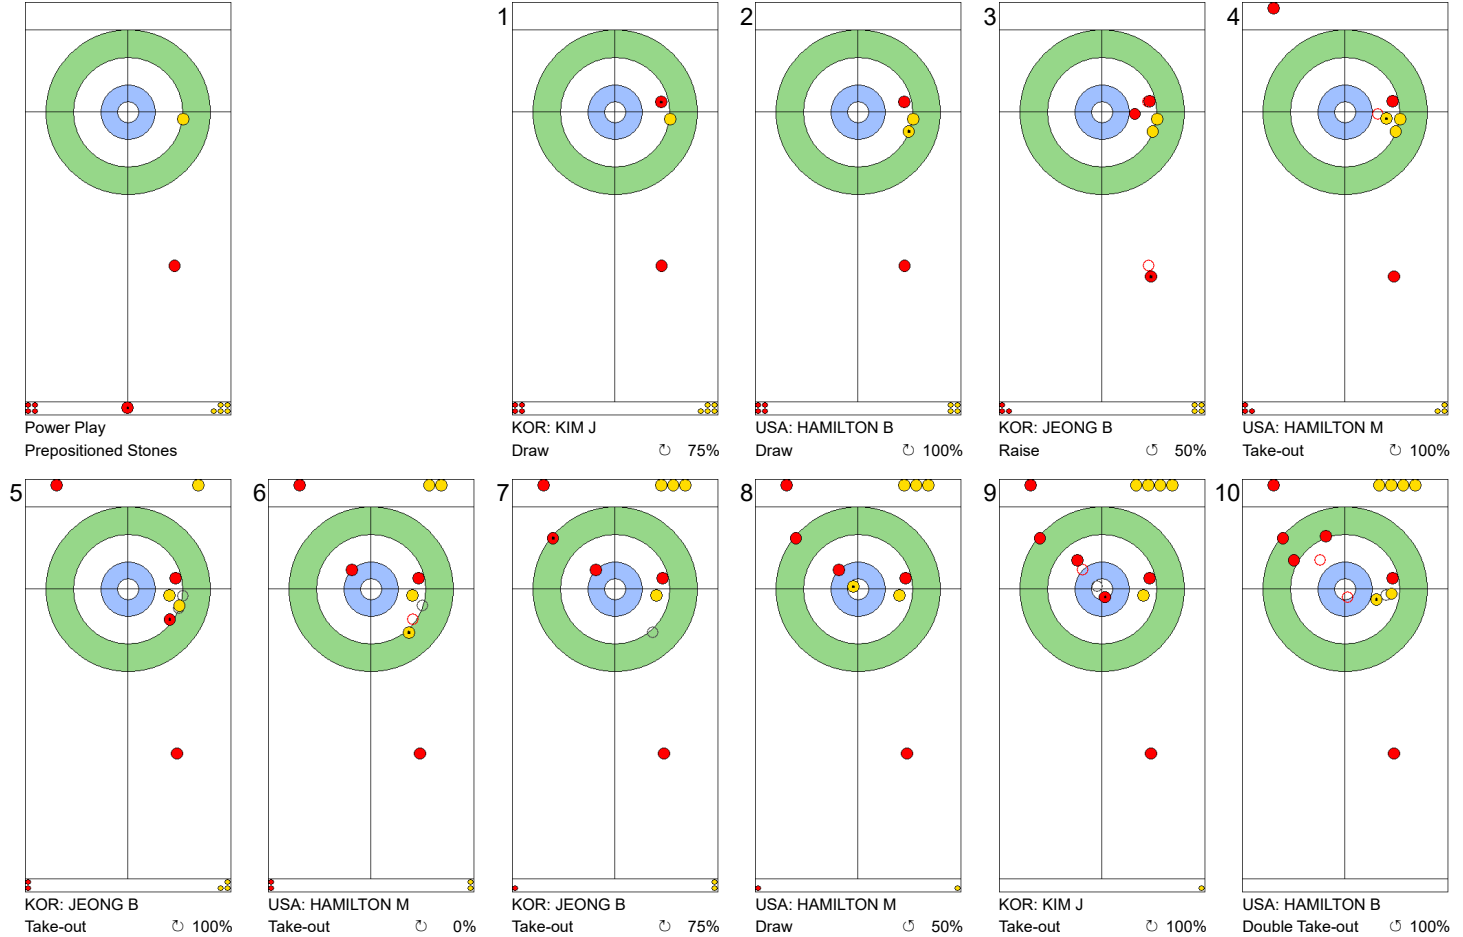 1
2
3
4
Power Play
Prepositioned Stones
KOR: KIM J
Draw 75%
USA: HAMILTON B
Draw 100%
KOR: JEONG B
Raise 50%
USA: HAMILTON M
Take-out 100%
5
6
7
8
9
10
KOR: JEONG B
Take-out 100%
USA: HAMILTON M
Take-out 0%
KOR: JEONG B
Take-out 75%
USA: HAMILTON M
Draw 50%
KOR: KIM J
Take-out 100%
USA: HAMILTON B
Double Take-out 100%